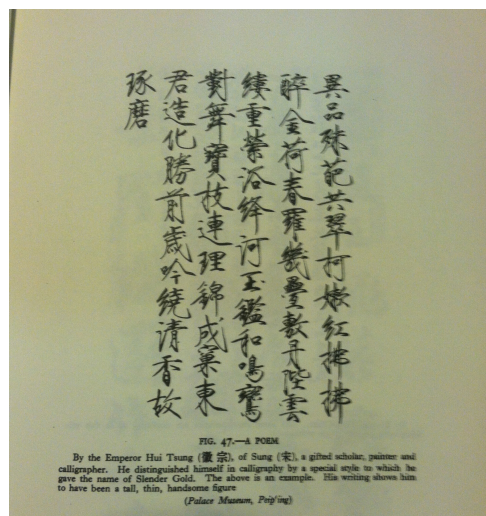 異品殊葩共翠柯嫩紅拂拂
醉金荷春羅幾疊敷丹陛雲
縷重縈浴絳河玉鑑和鳴鸞
對舞寶枝連理錦成窠東
君造化勝前歲吟繞清香故
琢磨
FIG. 47.—A POEM
By the Emperor Hui Tsung (徽宗), of Sung (宋), a gifted scholar, painter and
calligrapher. He distinguished himself in calligraphy by a special style to which he
gave the name of Slender Gold. The above is an example. His writing shows him
to have been a tall, thin, handsome figure
(Palace Museum, Peip'ing)